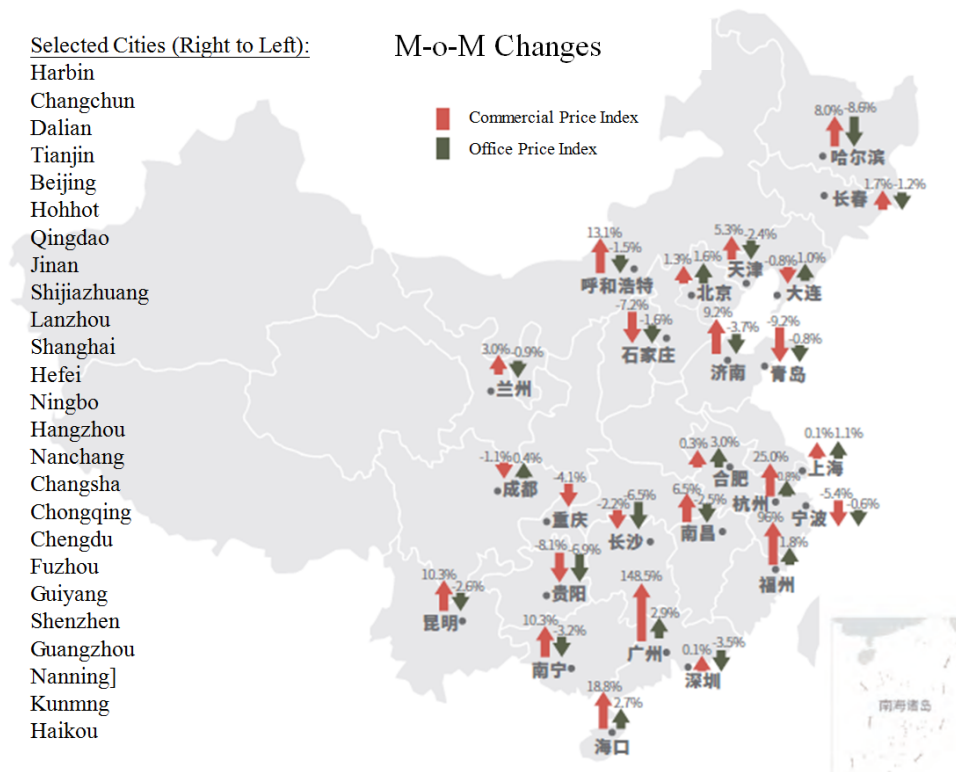 Selected Cities (Right to Left):
Harbin
Changchun
Dalian
Tianjin
Beijing
Hohhot
Qingdao
Jinan
Shijiazhuang
Lanzhou
Shanghai
Hefei
Ningbo
Hangzhou
Nanchang
Changsha
Chongqing
Chengdu
Fuzhou
Guiyang
Shenzhen
Guangzhou
Nanning]
Kunmng
Haikou
M-o-M Changes
Commercial Price Index
Office Price Index
8.0% -8.6%
哈尔滨
1.7% -1.2%
长春
13.1%
-1.5%
呼和浩特
5.3% -2.4%
天津
1.3% 1.6%
北京
-0.8% 1.0%
大连
-7.2%
-1.6%
石家庄
9.2%
-3.7%
济南
-9.2%
-0.8%
青岛
3.0% -0.9%
兰州
0.1% 1.1%
上海
0.3% 3.0%
合肥
25.0%
0.8%
杭州
-5.4%
-0.6%
宁波
-1.1% 0.4%
成都
-4.1%
重庆
-2.2% -6.5%
长沙
6.5% -2.5%
南昌
96%
1.8%
福州
-8.1% -6.9%
贵阳
10.3%
-2.6%
昆明
148.5%
2.9%
广州
10.3%
-3.2%
南宁
0.1% -3.5%
深圳
18.8%
2.7%
海口
南海诸岛